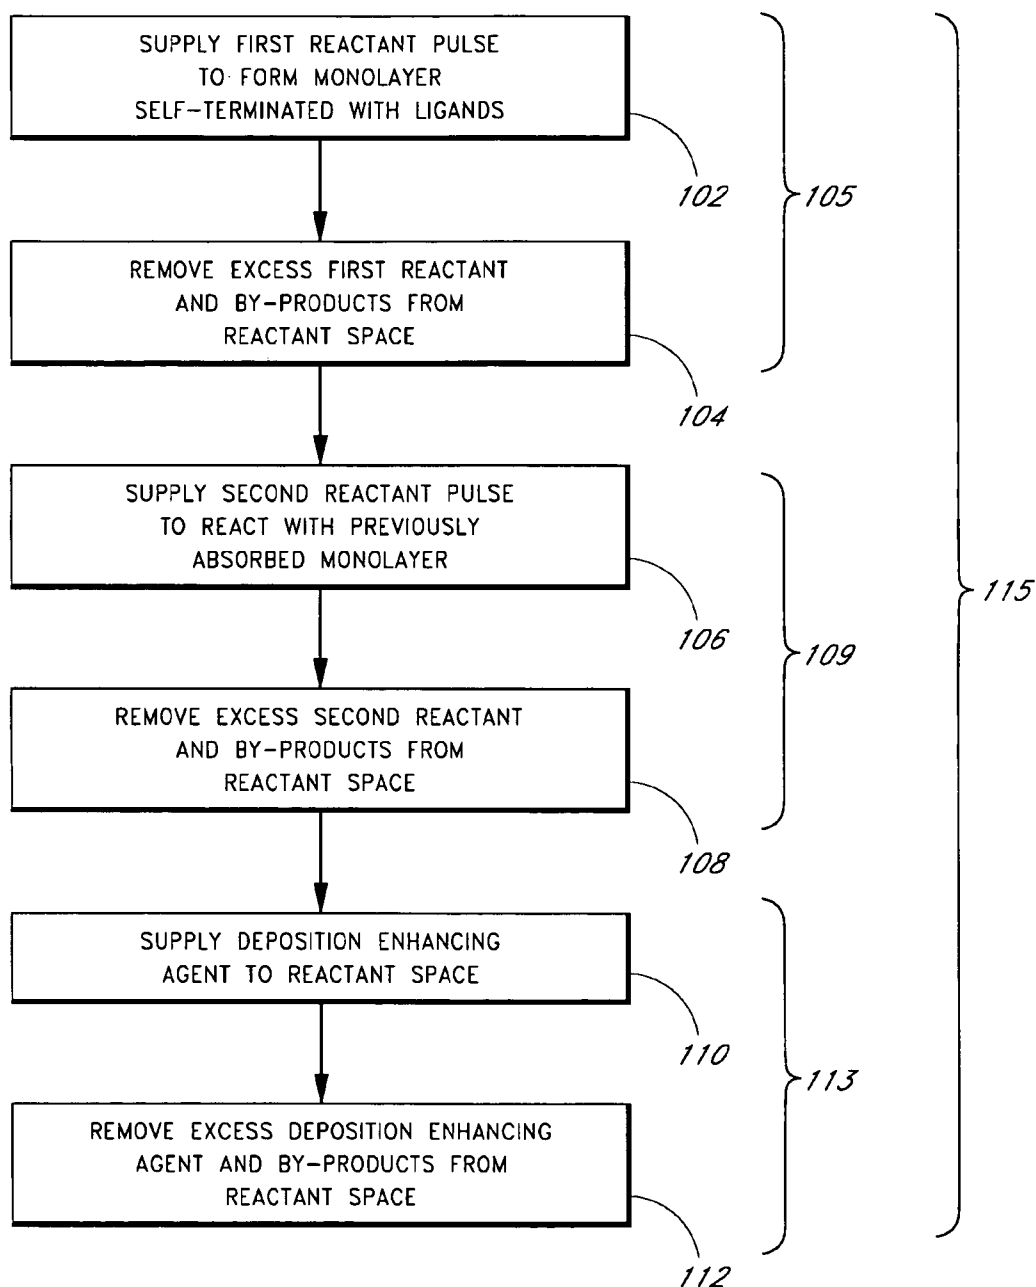 SUPPLY FIRST REACTANT PULSE
TO FORM MONOLAYER
SELF-TERMINATED WITH LIGANDS
102
105
REMOVE EXCESS FIRST REACTANT
AND BY-PRODUCTS FROM
REACTANT SPACE
104
SUPPLY SECOND REACTANT PULSE
TO REACT WITH PREVIOUSLY
ABSORBED MONOLAYER
106
109
115
REMOVE EXCESS SECOND REACTANT
AND BY-PRODUCTS FROM
REACTANT SPACE
108
SUPPLY DEPOSITION ENHANCING
AGENT TO REACTANT SPACE
110
113
REMOVE EXCESS DEPOSITION ENHANCING
AGENT AND BY-PRODUCTS FROM
REACTANT SPACE
112